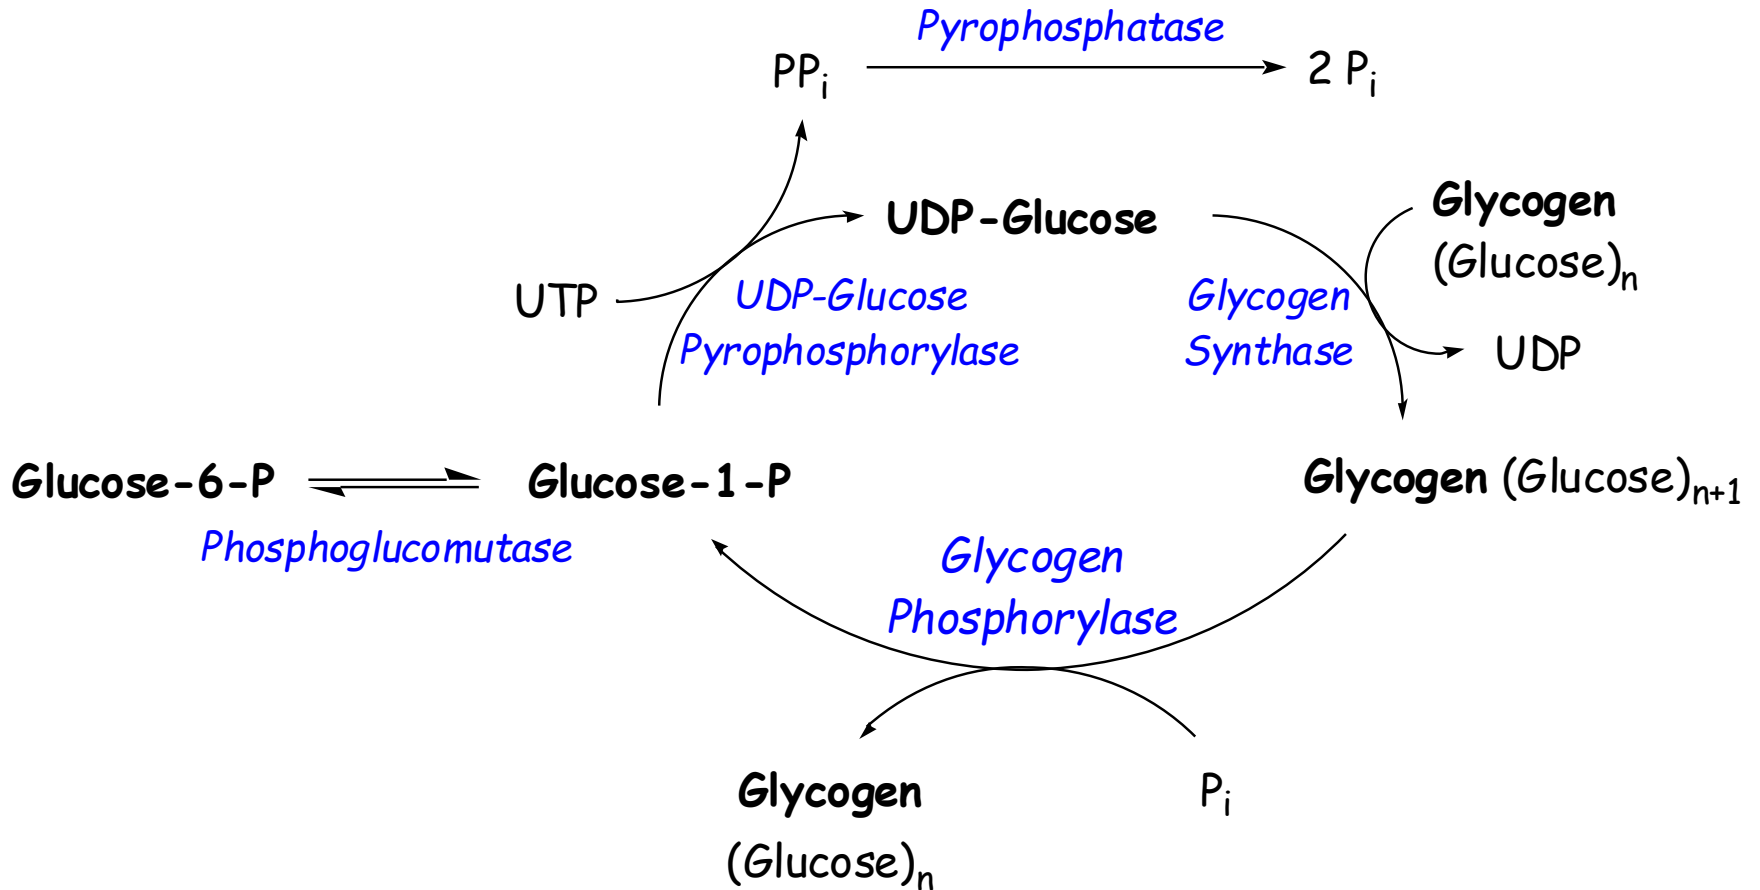 Pyrophosphatase
PPᵢ
2 Pᵢ
UDP-Glucose
Glycogen
(Glucose)ₙ
UTP
UDP-Glucose
Pyrophosphorylase
Glycogen
Synthase
UDP
Glucose-6-P
Glucose-1-P
Glycogen (Glucose)ₙ₊₁
Phosphoglucomutase
Glycogen
Phosphorylase
Glycogen
(Glucose)ₙ
Pᵢ